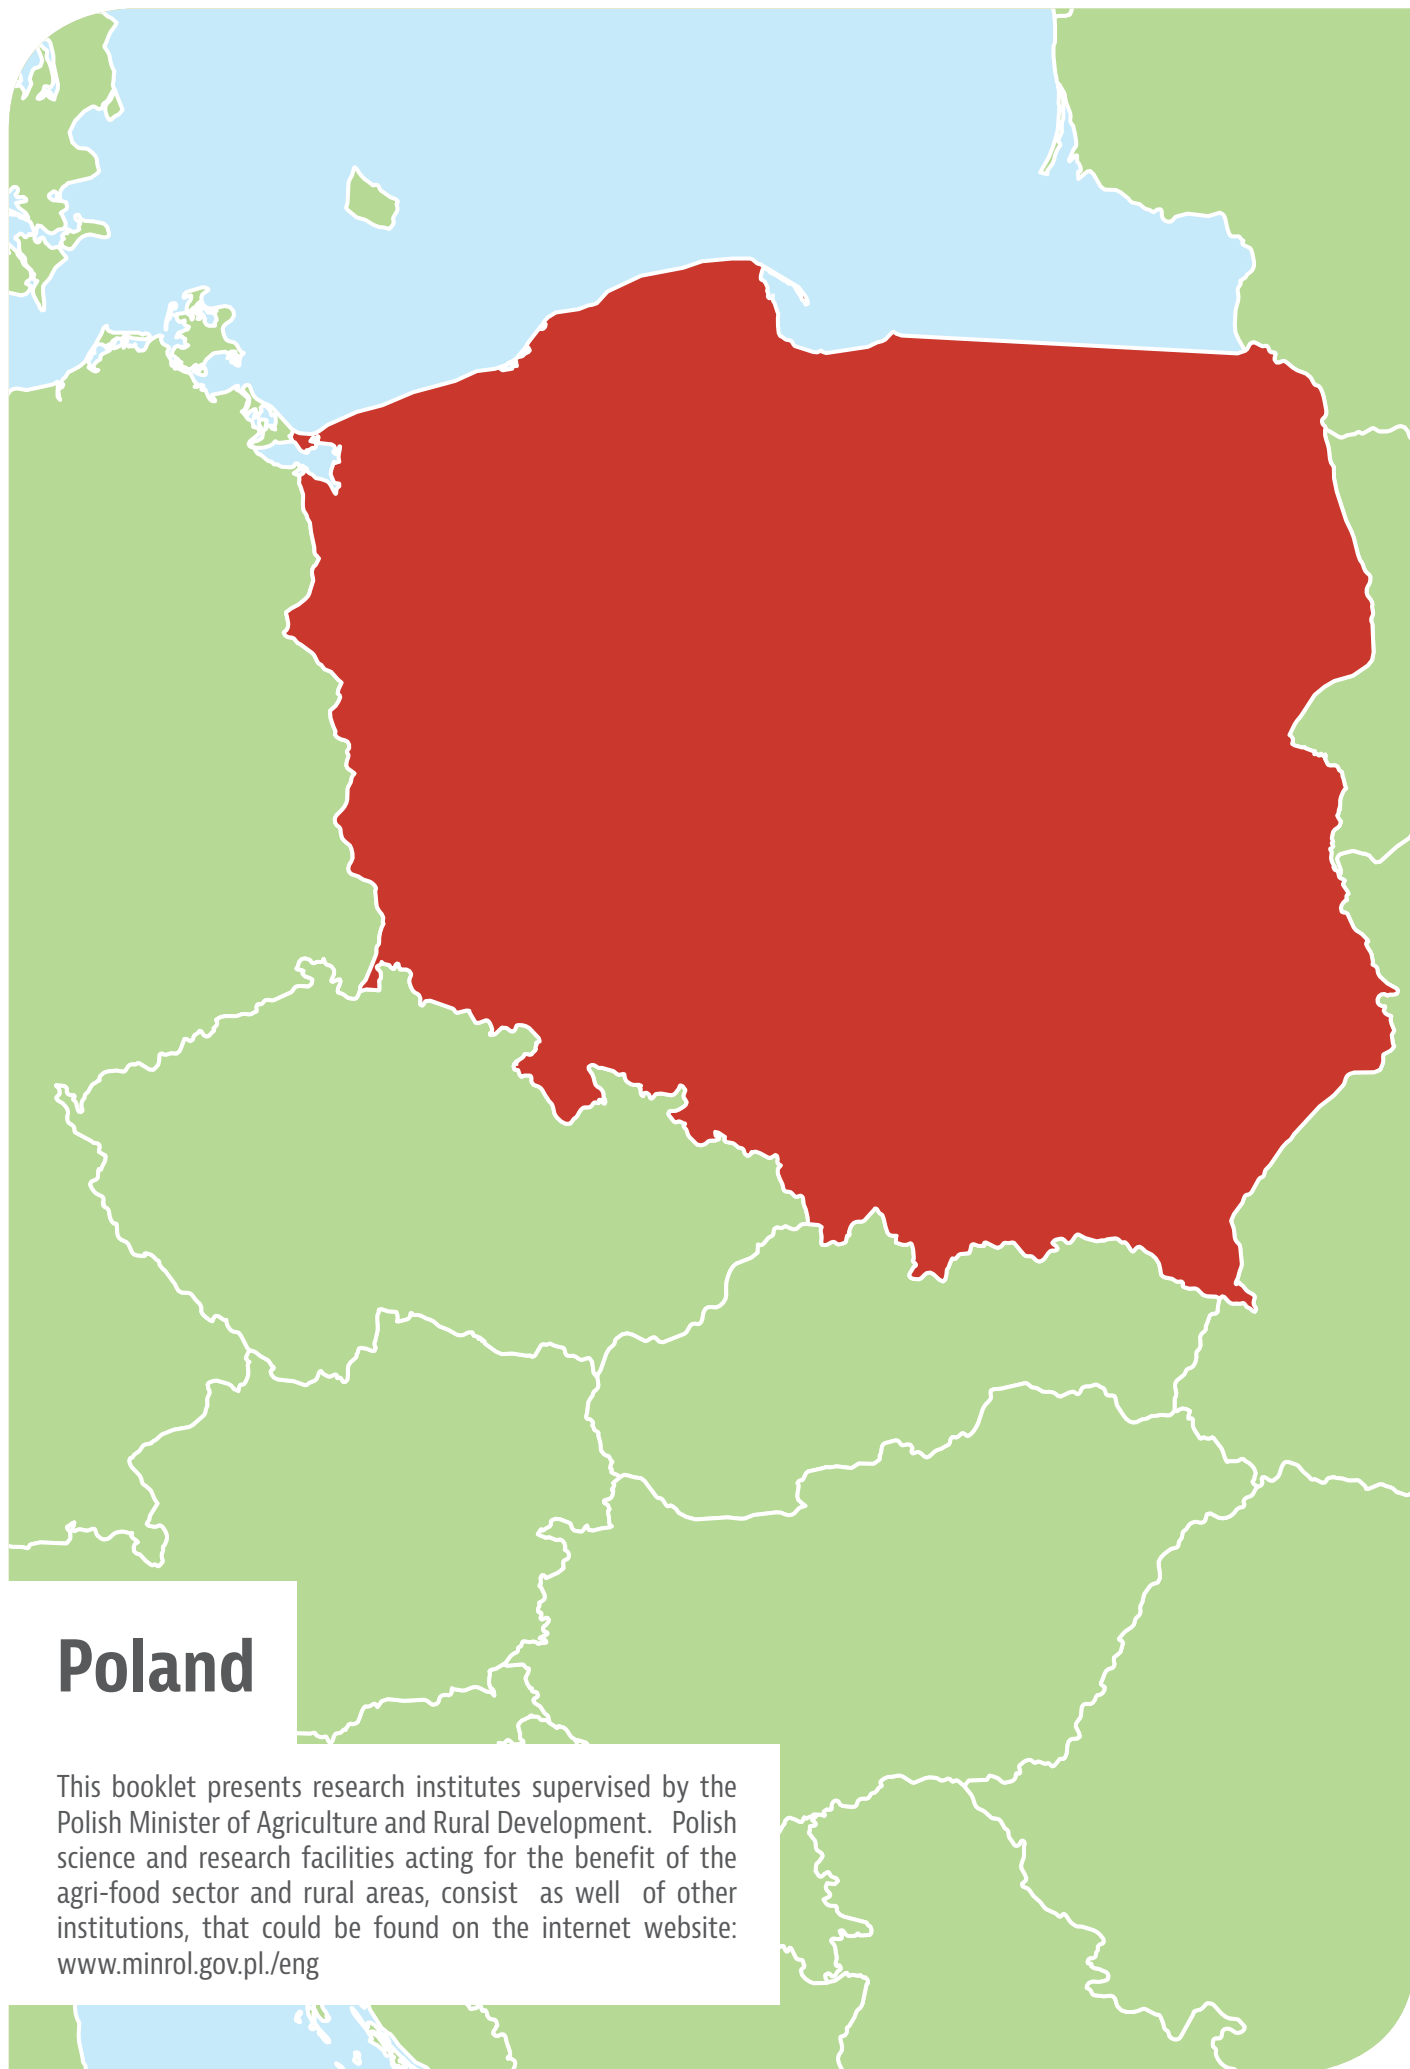 Poland
This booklet presents research institutes supervised by the
Polish Minister of Agriculture and Rural Development. Polish
science and research facilities acting for the benefit of the
agri-food sector and rural areas, consist as well of other
institutions, that could be found on the internet website:
www.minrol.gov.pl./eng